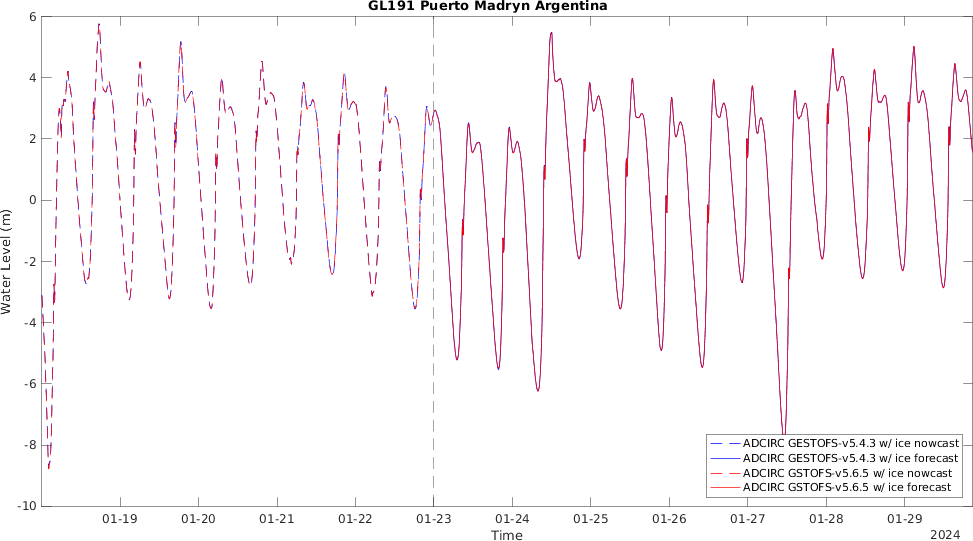 GL191 Puerto Madryn Argentina
6
4
2
0
-2
-4
-6
-8
-10
Water Level (m)
ADCIRC GESTOFS-v5.4.3 w/ ice nowcast
ADCIRC GESTOFS-v5.4.3 w/ ice forecast
ADCIRC GSTOFS-v5.6.5 w/ ice nowcast
ADCIRC GSTOFS-v5.6.5 w/ ice forecast
01-19 01-20 01-21 01-22 01-23 01-24 01-25 01-26 01-27 01-28 01-29
Time
2024